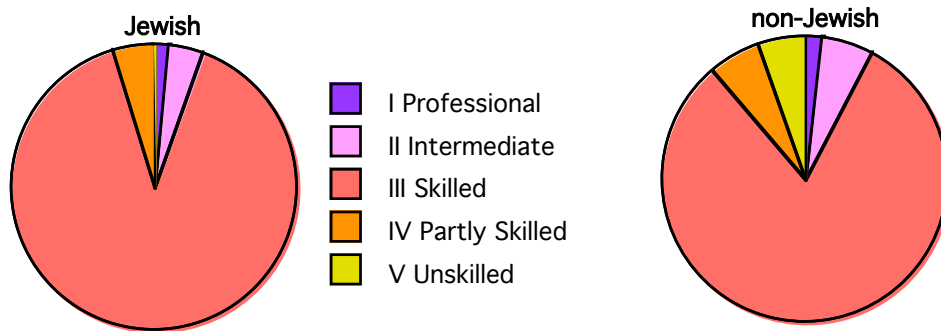 Jewish
non-Jewish
I Professional
II Intermediate
III Skilled
IV Partly Skilled
V Unskilled